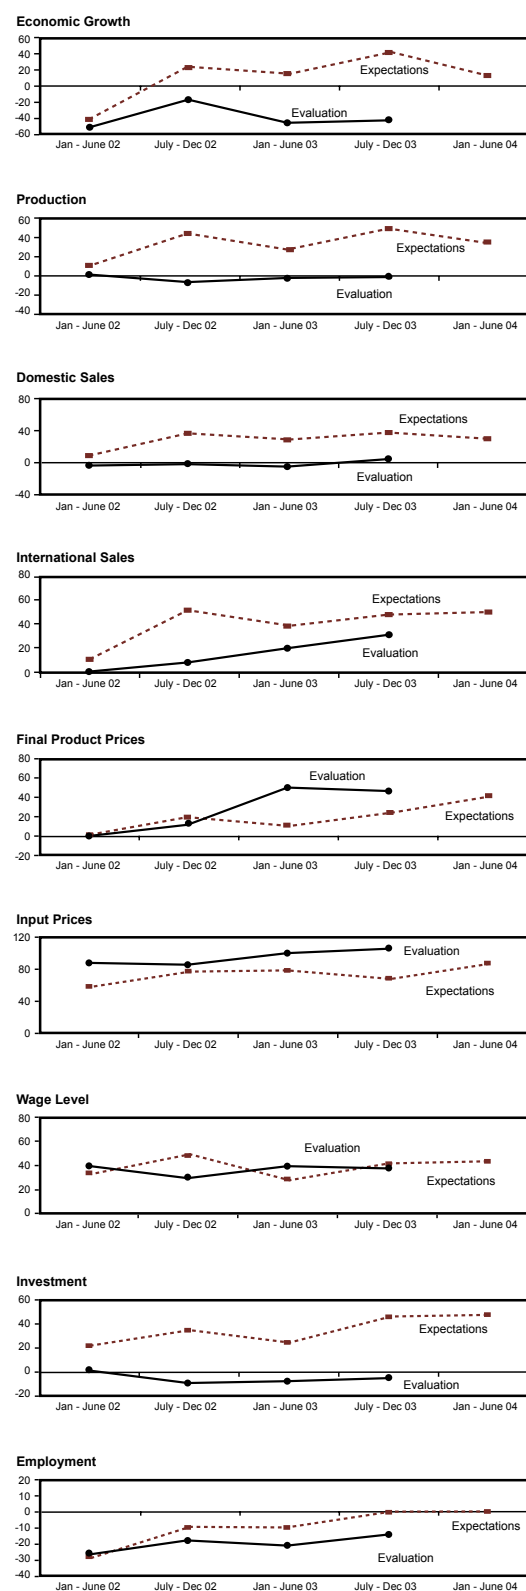 Economic Growth
60
40
20
0
-20
-40
-60
Expectations
Evaluation
Jan - June 02 July - Dec 02 Jan - June 03 July - Dec 03 Jan - June 04
Production
60
40
20
0
-20
-40
Expectations
Evaluation
Jan - June 02 July - Dec 02 Jan - June 03 July - Dec 03 Jan - June 04
Domestic Sales
80
40
0
-40
Expectations
Evaluation
Jan - June 02 July - Dec 02 Jan - June 03 July - Dec 03 Jan - June 04
International Sales
80
60
40
20
0
Expectations
Evaluation
Jan - June 02 July - Dec 02 Jan - June 03 July - Dec 03 Jan - June 04
Final Product Prices
80
60
40
20
0
-20
Evaluation
Expectations
Jan - June 02 July - Dec 02 Jan - June 03 July - Dec 03 Jan - June 04
Input Prices
120
80
40
0
Evaluation
Expectations
Jan - June 02 July - Dec 02 Jan - June 03 July - Dec 03 Jan - June 04
Wage Level
80
60
40
20
0
Evaluation
Expectations
Jan - June 02 July - Dec 02 Jan - June 03 July - Dec 03 Jan - June 04
Investment
60
40
20
0
-20
Expectations
Evaluation
Jan - June 02 July - Dec 02 Jan - June 03 July - Dec 03 Jan - June 04
Employment
20
10
0
-10
-20
-30
-40
Expectations
Evaluation
Jan - June 02 July - Dec 02 Jan - June 03 July - Dec 03 Jan - June 04